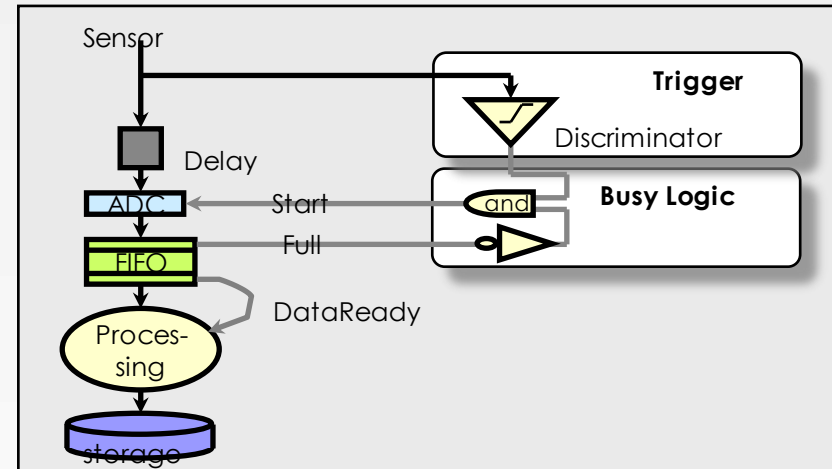 Sensor
Trigger
Discriminator
Delay
ADC
Start
and
Busy Logic
Full
FIFO
DataReady
Proces-
sing
storage